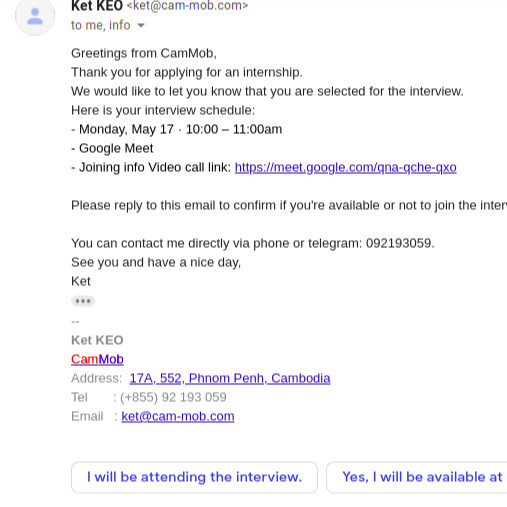 Ket KEO <ket@cam-mob.com>
to me, info
Greetings from CamMob,
Thank you for applying for an internship.
We would like to let you know that you are selected for the interview.
Here is your interview schedule:
- Monday, May 17 · 10:00 – 11:00am
- Google Meet
- Joining info Video call link: https://meet.google.com/qna-qche-qxo
Please reply to this email to confirm if you're available or not to join the inter
You can contact me directly via phone or telegram: 092193059.
See you and have a nice day,
Ket
--
Ket KEO
CamMob
Address: 17A, 552, Phnom Penh, Cambodia
Tel : (+855) 92 193 059
Email : ket@cam-mob.com
I will be attending the interview. Yes, I will be available at